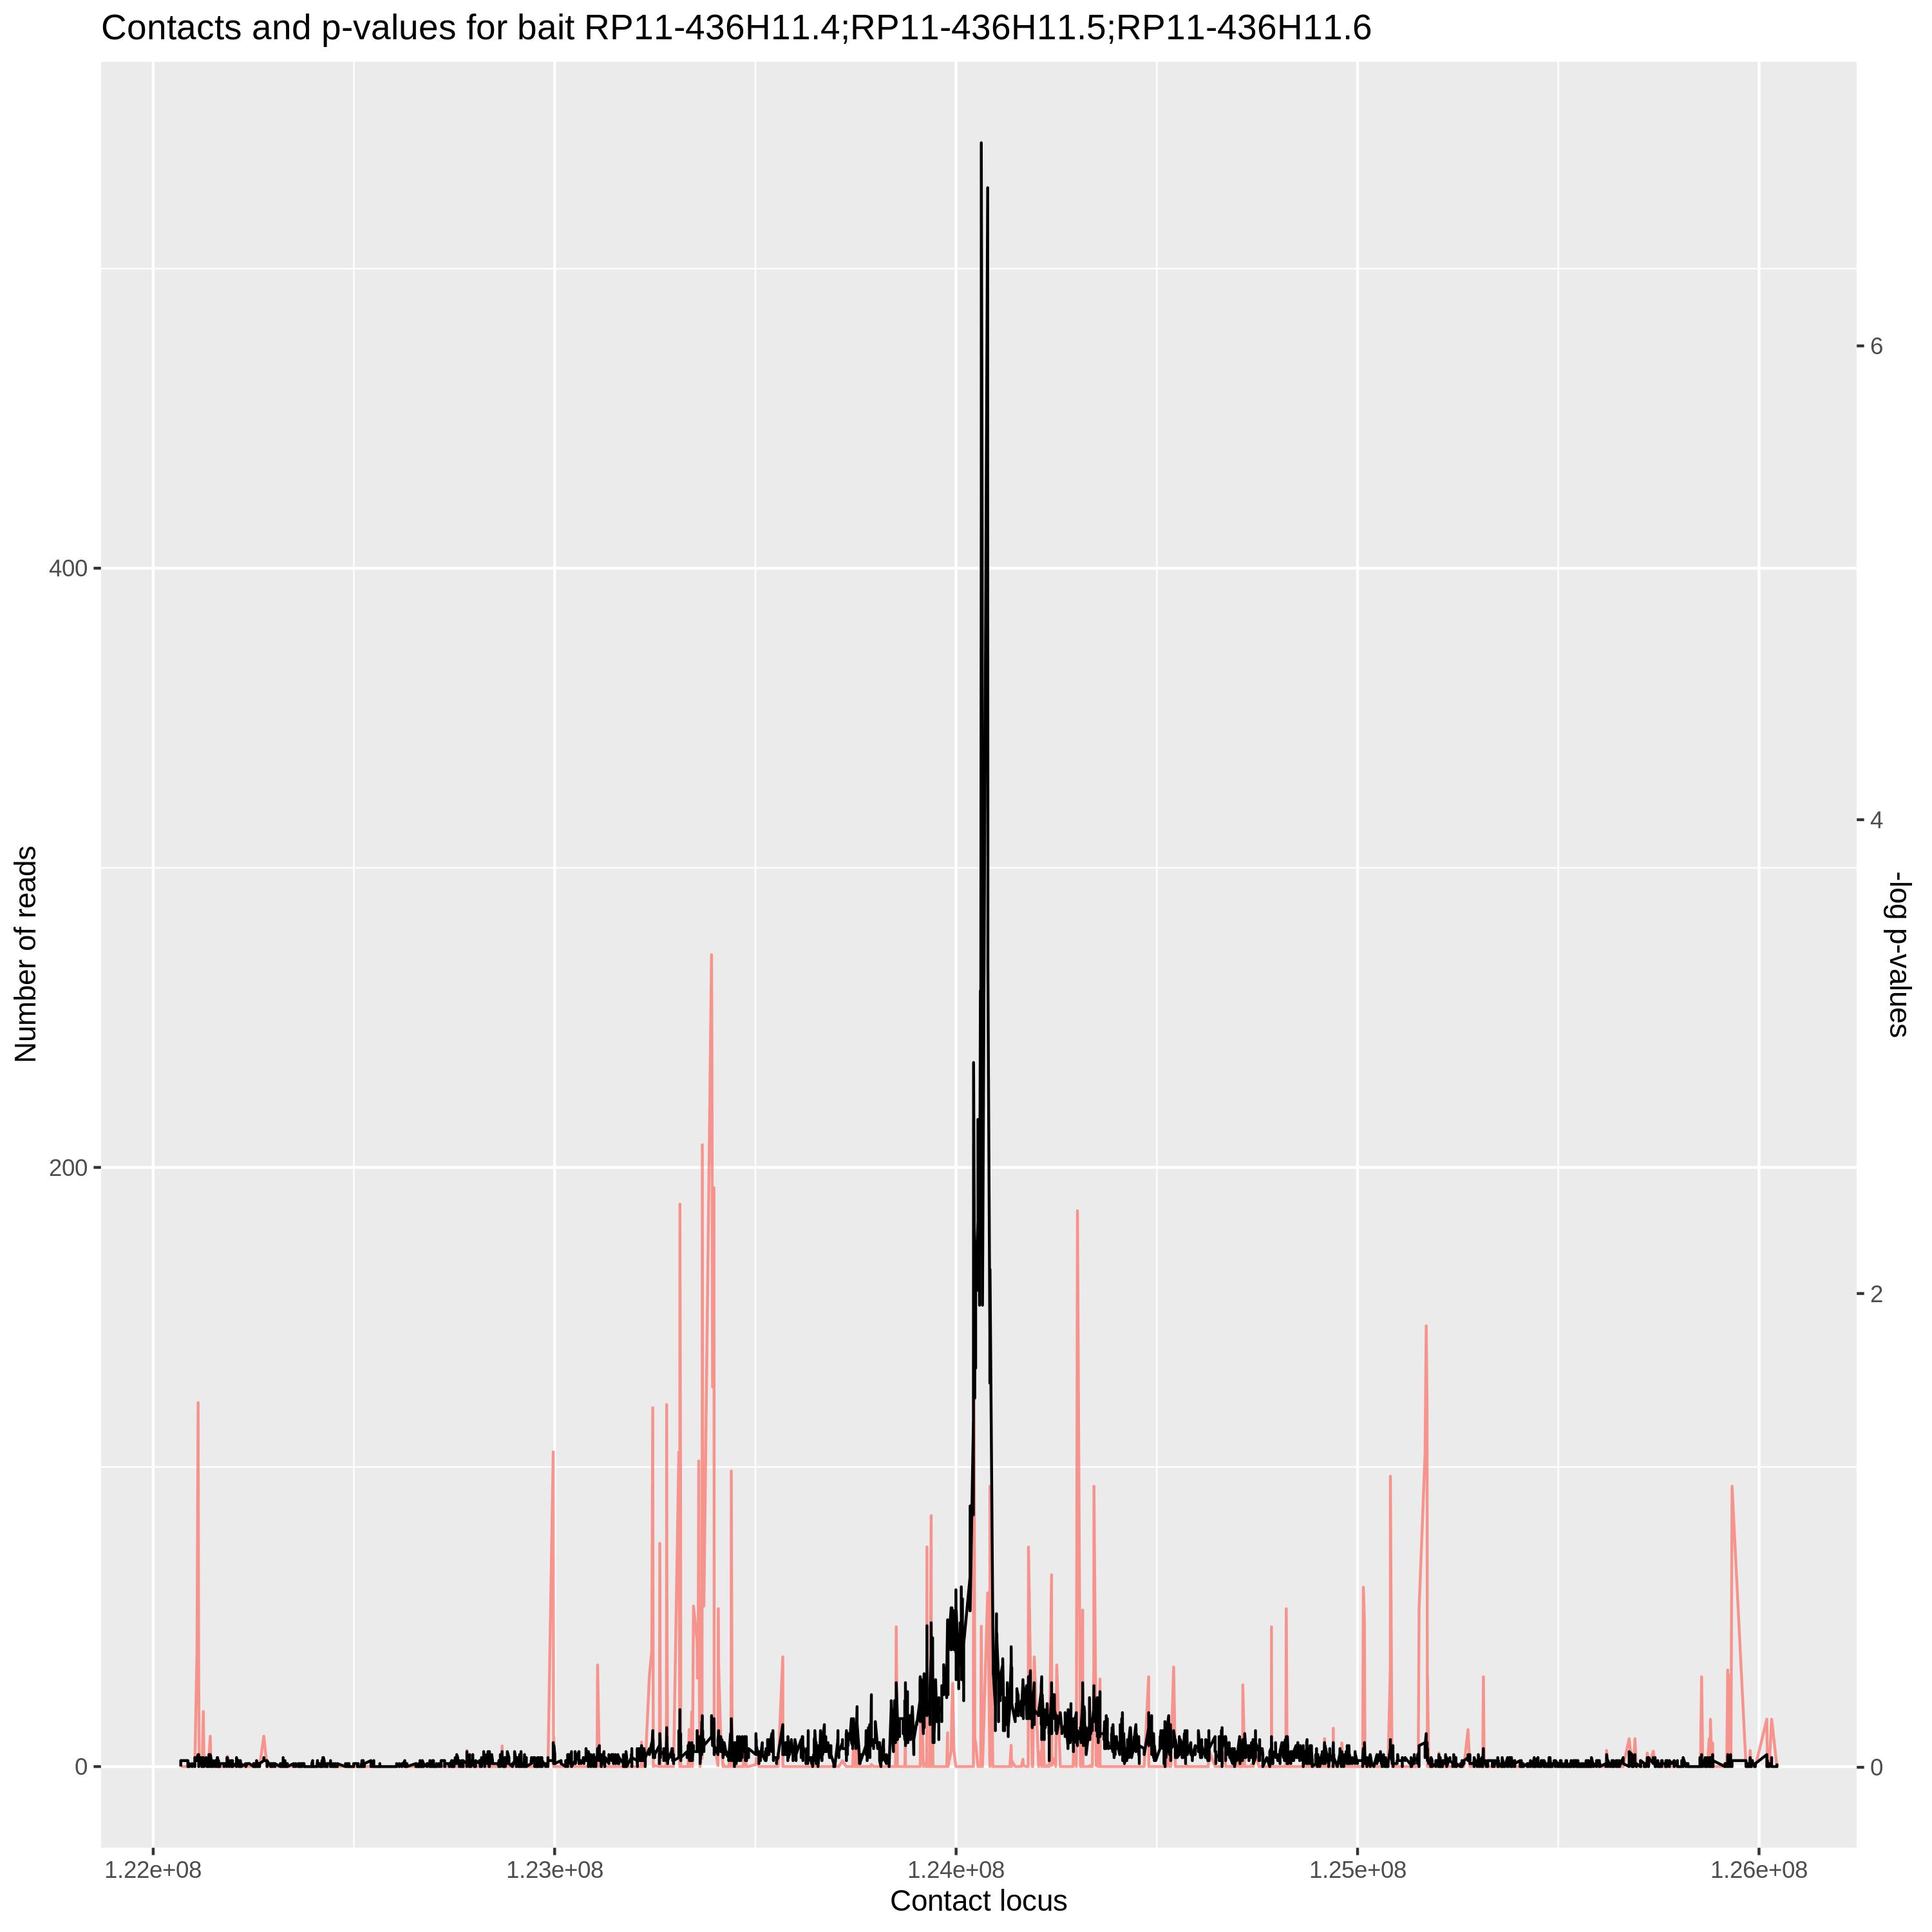 Contacts and p-values for bait RP11-436H11.4;RP11-436H11.5;RP11-436H11.6
Number of reads
400
200
0
6
4
2
0
-log p-values
1.22e+08
1.23e+08
1.24e+08
1.25e+08
1.26e+08
Contact locus